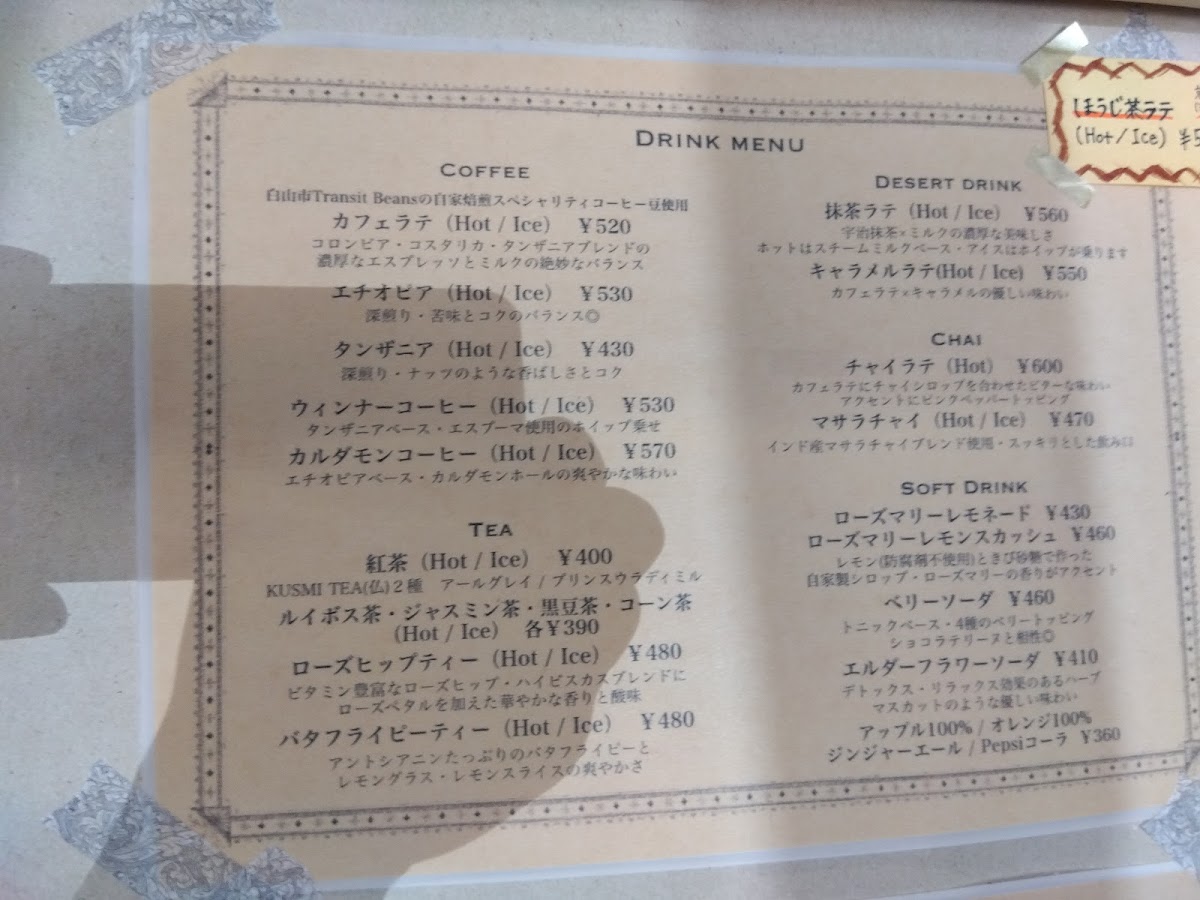 DRINK MENU
COFFEE
白山市Transit Beansの自家焙煎スペシャリティコーヒー豆使用
カフェラテ (Hot / Ice) ¥520
コロンビア・コスタリカ・タンザニアブレンドの
濃厚なエスプレッソとミルクの絶妙なバランス
エチオピア (Hot / Ice) ¥530
深煎り・苦味とコクのバランス◎
タンザニア (Hot / Ice) ¥430
深煎り・ナッツのような香ばしさとコク
ウィンナーコーヒー (Hot / Ice) ¥530
タンザニアベース・エスプーマ使用のホイップ乗せ
カルダモンコーヒー (Hot / Ice) ¥570
エチオピアベース・カルダモンホールの爽やかな味わい
TEA
紅茶 (Hot / Ice) ¥400
KUSMI TEA(仏)2種 アールグレイ / プリンスウラディミル
ルイボス茶・ジャスミン茶・黒豆茶・コーン茶
(Hot / Ice) 各¥390
ローズヒップティー (Hot / Ice) ¥480
ビタミン豊富なローズヒップ・ハイビスカスブレンドに
ローズペタルを加えた華やかな香りと酸味
バタフライピーティー (Hot / Ice) ¥480
アントシアニンたっぷりのバタフライピーと
レモングラス・レモンスライスの爽やかさ
DESERT DRINK
抹茶ラテ (Hot / Ice) ¥560
宇治抹茶×ミルクの濃厚な美味しさ
ホットはスチームミルクベース・アイスはホイップが乗ります
キャラメルラテ(Hot / Ice) ¥550
カフェラテ×キャラメルの優しい味わい
CHAI
チャイラテ (Hot) ¥600
カフェラテにチャイシロップを合わせたビターな味わい
アクセントにピンクペッパートッピング
マサラチャイ (Hot / Ice) ¥470
インド産マサラチャイブレンド使用・スッキリとした飲み口
SOFT DRINK
ローズマリーレモネード ¥430
ローズマリーレモンスカッシュ ¥460
レモン(防腐剤不使用)ときび砂糖で作った
自家製シロップ・ローズマリーの香りがアクセント
ベリーソーダ ¥460
トニックベース・4種のベリートッピング
ショコラテリーヌと相性◎
エルダーフラワーソーダ ¥410
デトックス・リラックス効果のあるハーブ
マスカットのような優しい味わい
アップル100% / オレンジ100%
ジンジャーエール / Pepsiコーラ ¥360
ほうじ茶ラテ
(Hot / Ice)